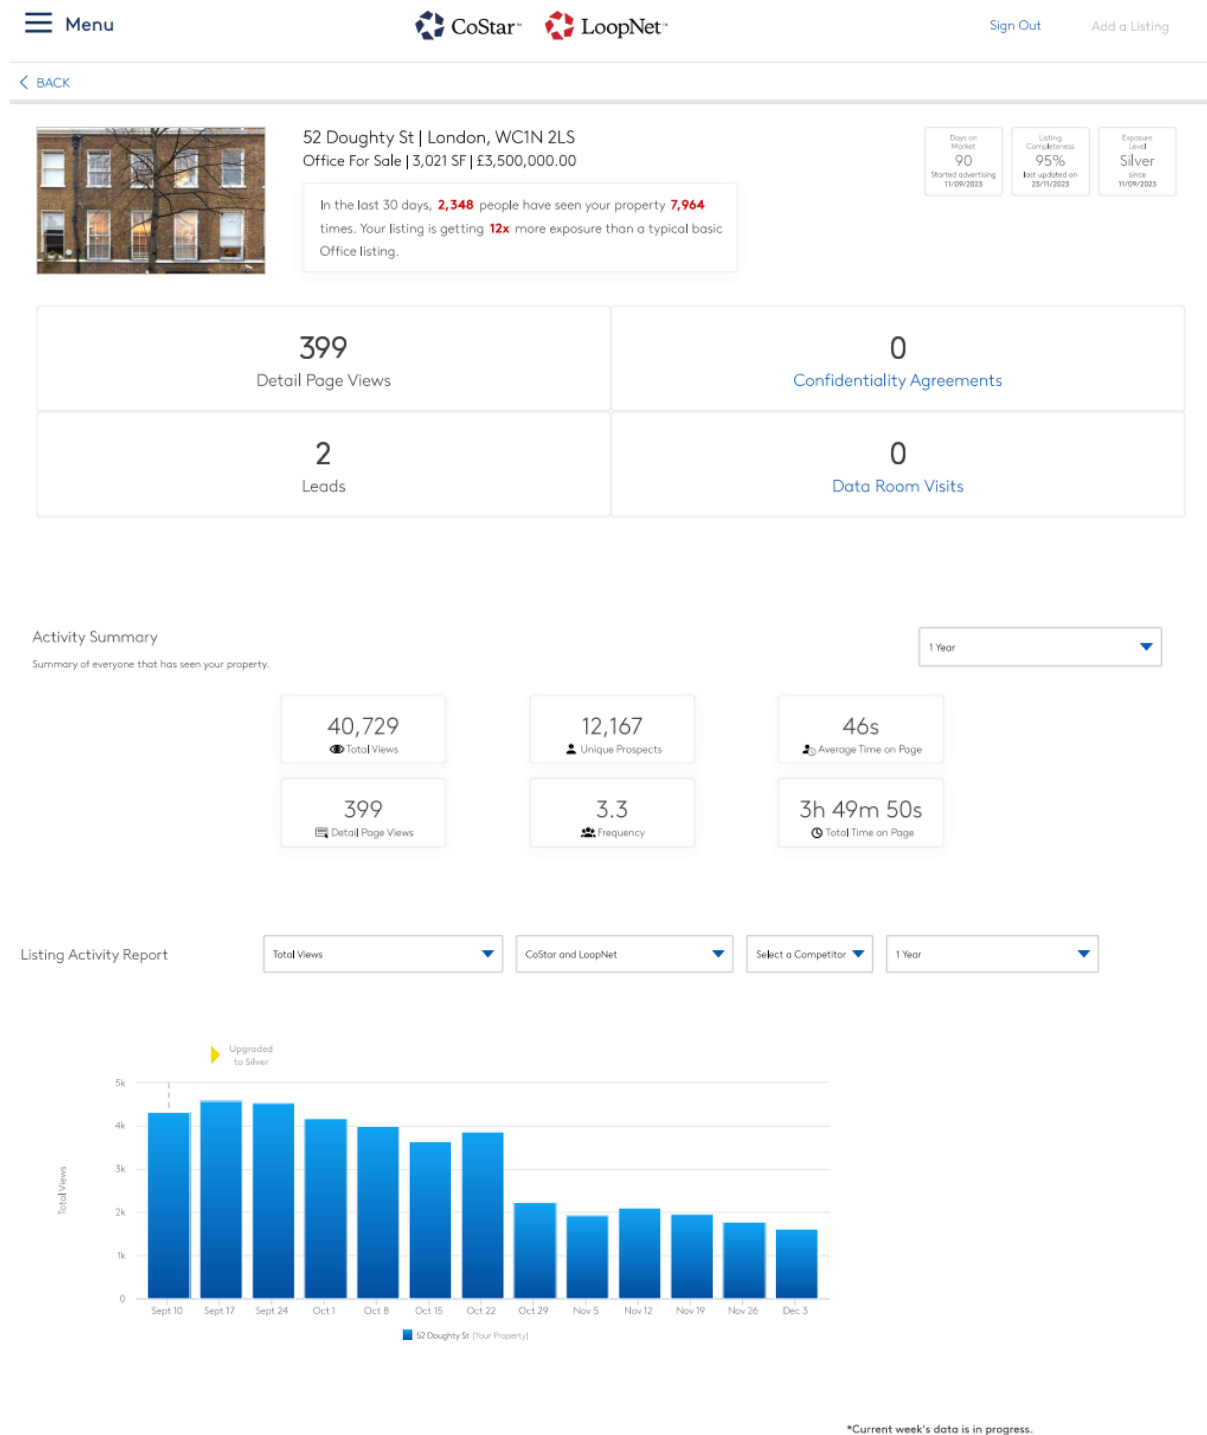 Menu
CoStar™ LoopNet™
Sign Out
Add a Listing
BACK
52 Doughty St | London, WC1N 2LS
Office For Sale | 3,021 SF | £3,500,000.00
In the last 30 days, 2,348 people have seen your property 7,964
times. Your listing is getting 12x more exposure than a typical basic
Office listing.
Days on
Market
90
Started advertising
11/09/2023
Listing
Completeness
95%
last updated on
23/11/2023
Exposure
Level
Silver
since
11/09/2023
399
Detail Page Views
0
Confidentiality Agreements
2
Leads
0
Data Room Visits
Activity Summary
Summary of everyone that has seen your property.
1 Year
40,729
Total Views
12,167
Unique Prospects
46s
Average Time on Page
399
Detail Page Views
3.3
Frequency
3h 49m 50s
Total Time on Page
Listing Activity Report
Total Views
CoStar and LoopNet
Select a Competitor
1 Year
Upgraded
to Silver
Total Views
5k
4k
3k
2k
1k
0
Sept 10 Sept 17 Sept 24 Oct 1 Oct 8 Oct 15 Oct 22 Oct 29 Nov 5 Nov 12 Nov 19 Nov 26 Dec 3
52 Doughty St (Your Property)
*Current week's data is in progress.